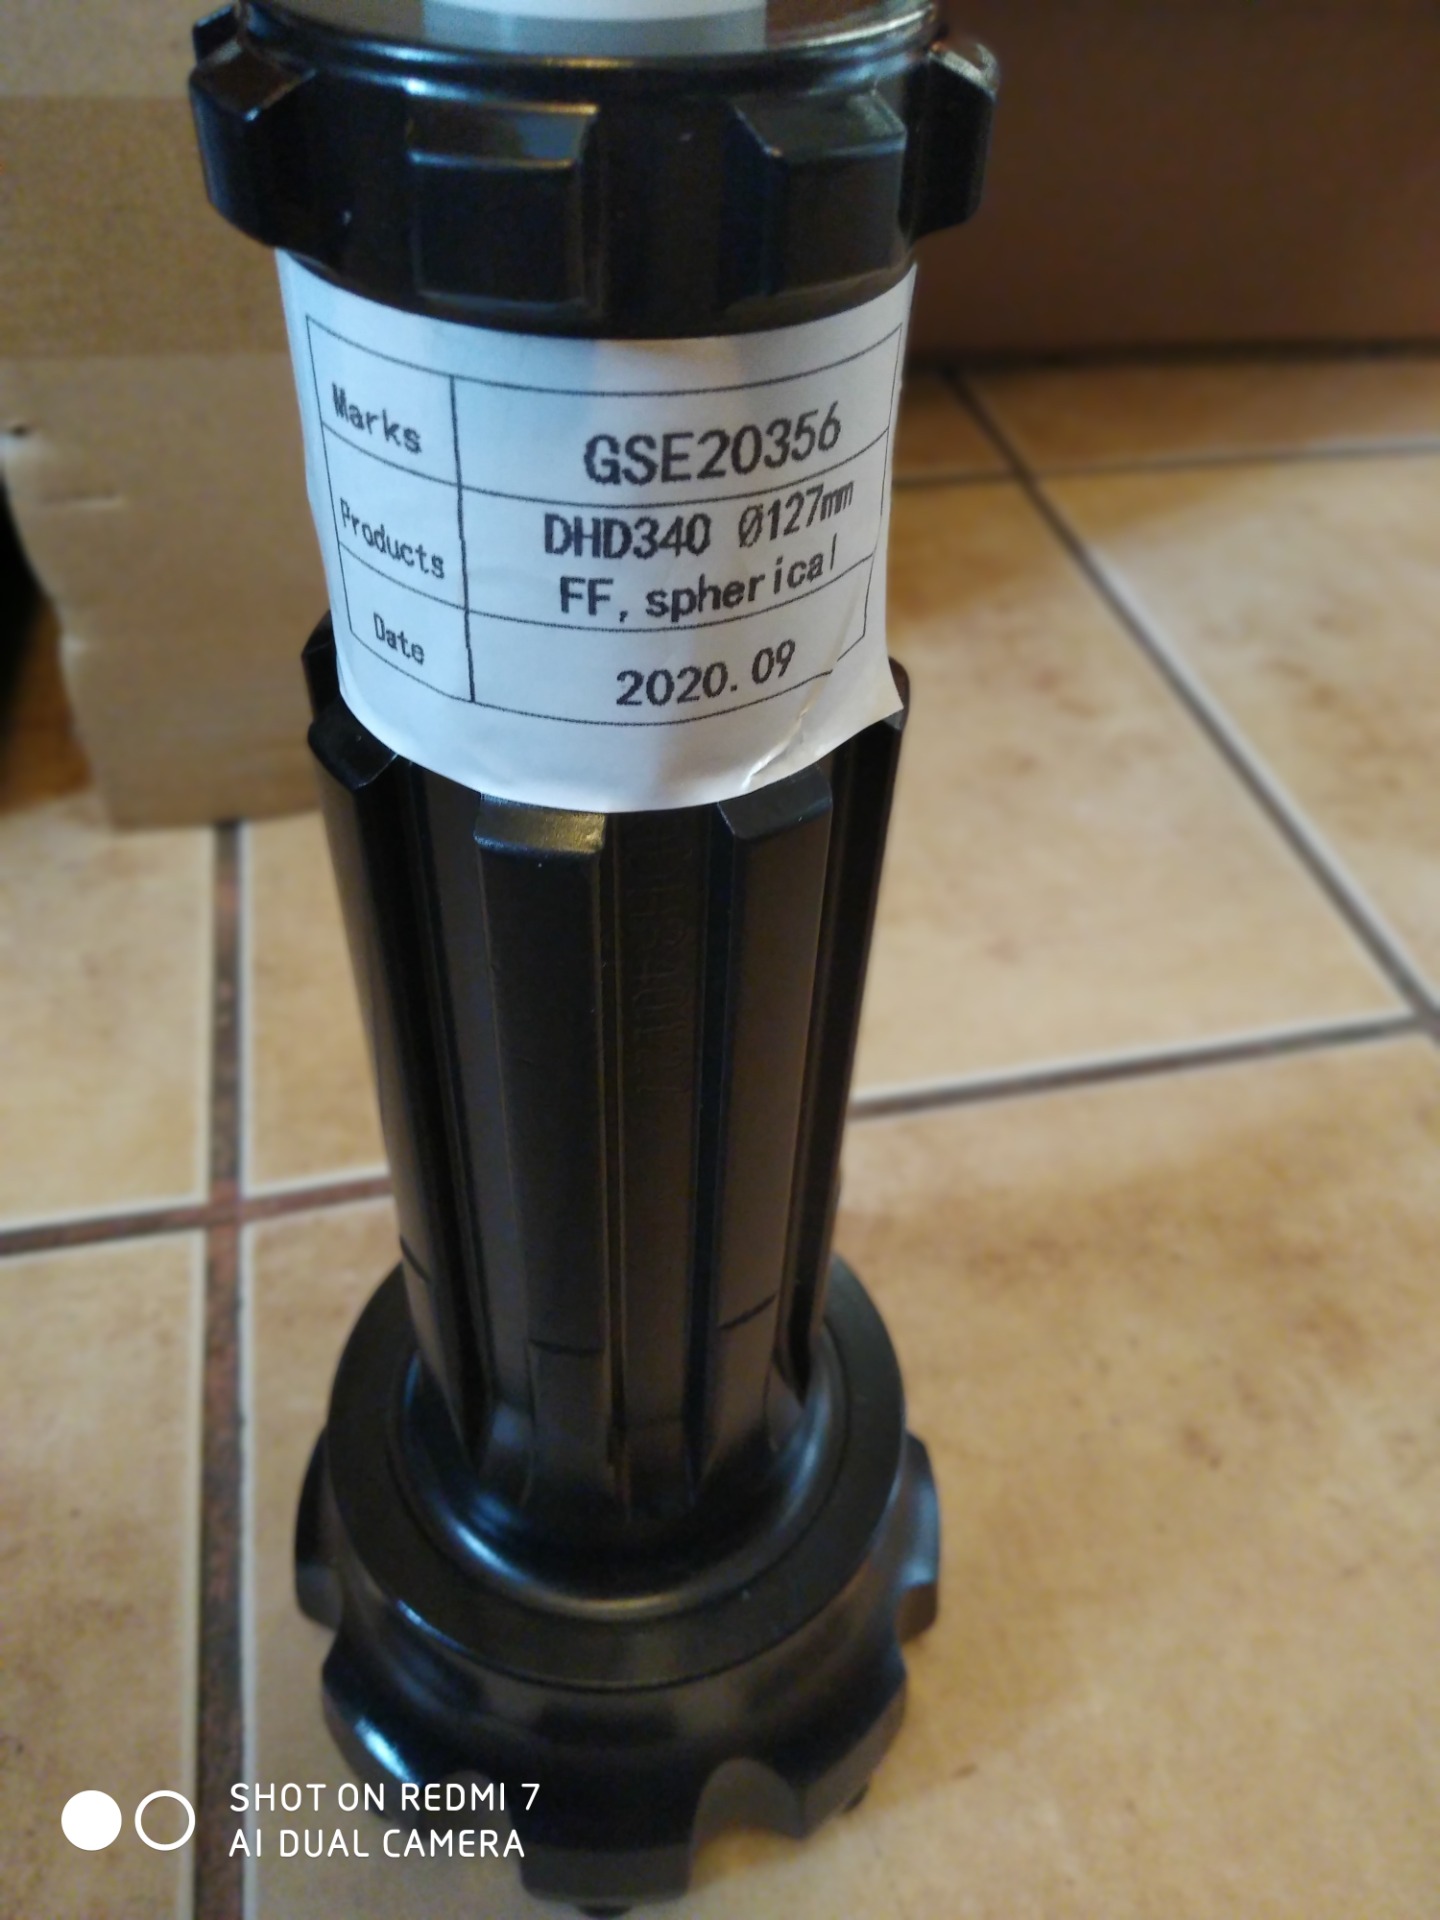 Marks GSE20356
Products DHD340 Ø127mm
FF, spherical
Date 2020.09
SHOT ON REDMI 7
AI DUAL CAMERA